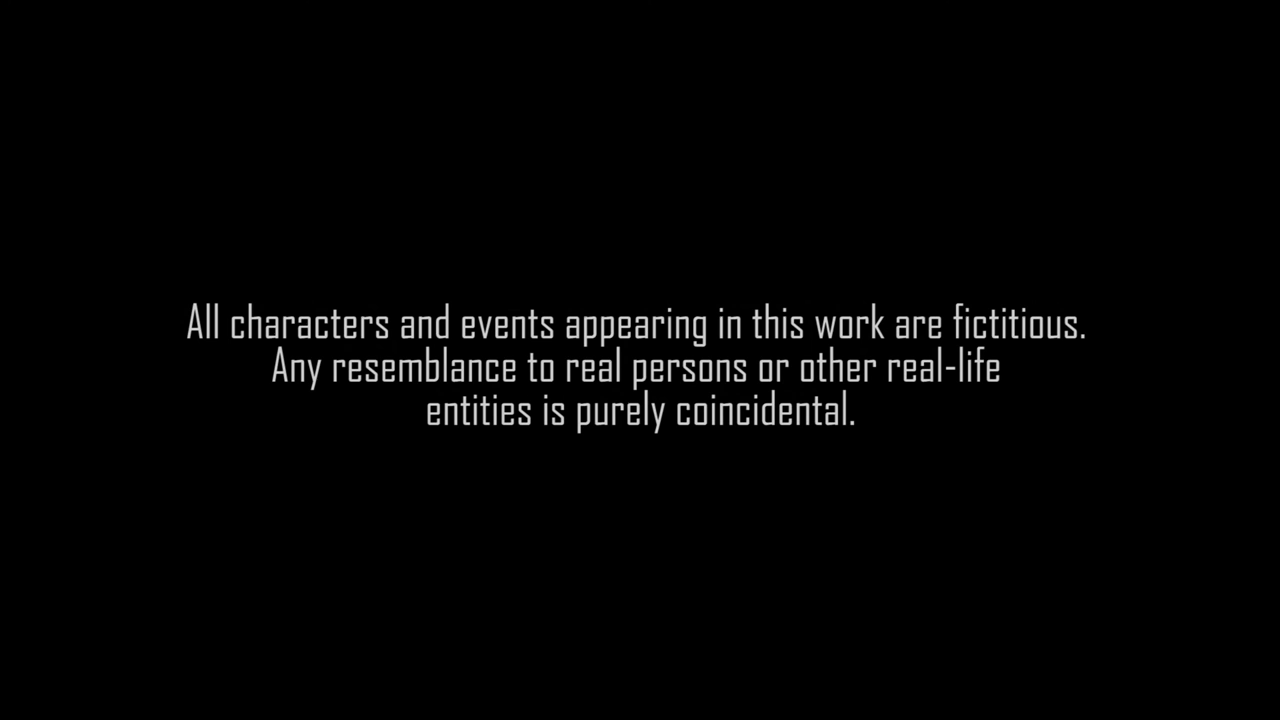 All characters and events appearing in this work are fictitious.
Any resemblance to real persons or other real-life
entities is purely coincidental.